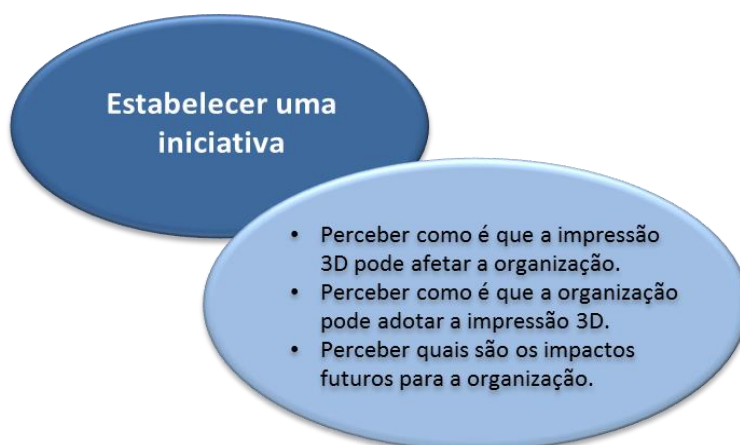 Estabelecer uma
iniciativa
• Perceber como é que a impressão
3D pode afetar a organização.
• Perceber como é que a organização
pode adotar a impressão 3D.
• Perceber quais são os impactos
futuros para a organização.